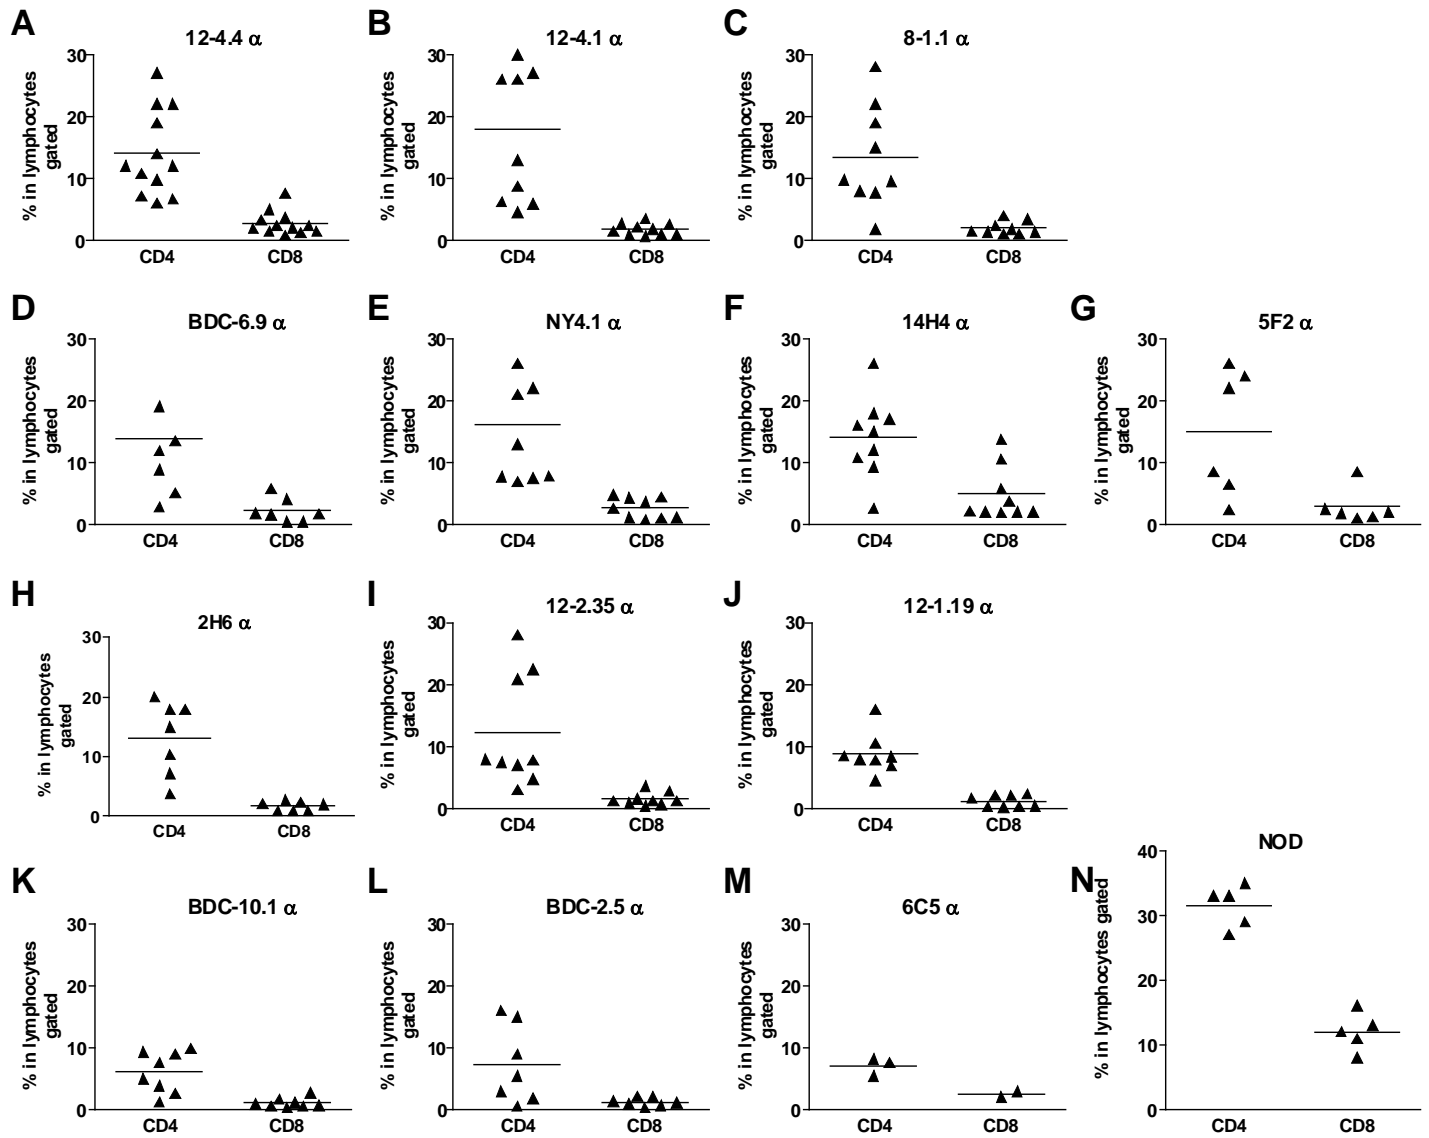 A
12-4.4 α
% in lymphocytes
gated
30
20
10
0
CD4
CD8
B
12-4.1 α
% in lymphocytes
gated
30
20
10
0
CD4
CD8
C
8-1.1 α
% in lymphocytes
gated
30
20
10
0
CD4
CD8
D
BDC-6.9 α
% in lymphocytes
gated
30
20
10
0
CD4
CD8
E
NY4.1 α
% in lymphocytes
gated
30
20
10
0
CD4
CD8
F
14H4 α
% in lymphocytes
gated
30
20
10
0
CD4
CD8
G
5F2 α
% in lymphocytes
gated
30
20
10
0
CD4
CD8
H
2H6 α
% in lymphocytes
gated
30
20
10
0
CD4
CD8
I
12-2.35 α
% in lymphocytes
gated
30
20
10
0
CD4
CD8
J
12-1.19 α
% in lymphocytes
gated
30
20
10
0
CD4
CD8
K
BDC-10.1 α
% in lymphocytes
gated
30
20
10
0
CD4
CD8
L
BDC-2.5 α
% in lymphocytes
gated
30
20
10
0
CD4
CD8
M
6C5 α
% in lymphocytes
gated
30
20
10
0
CD4
CD8
N
NOD
% in lymphocytes gated
40
30
20
10
0
CD4
CD8